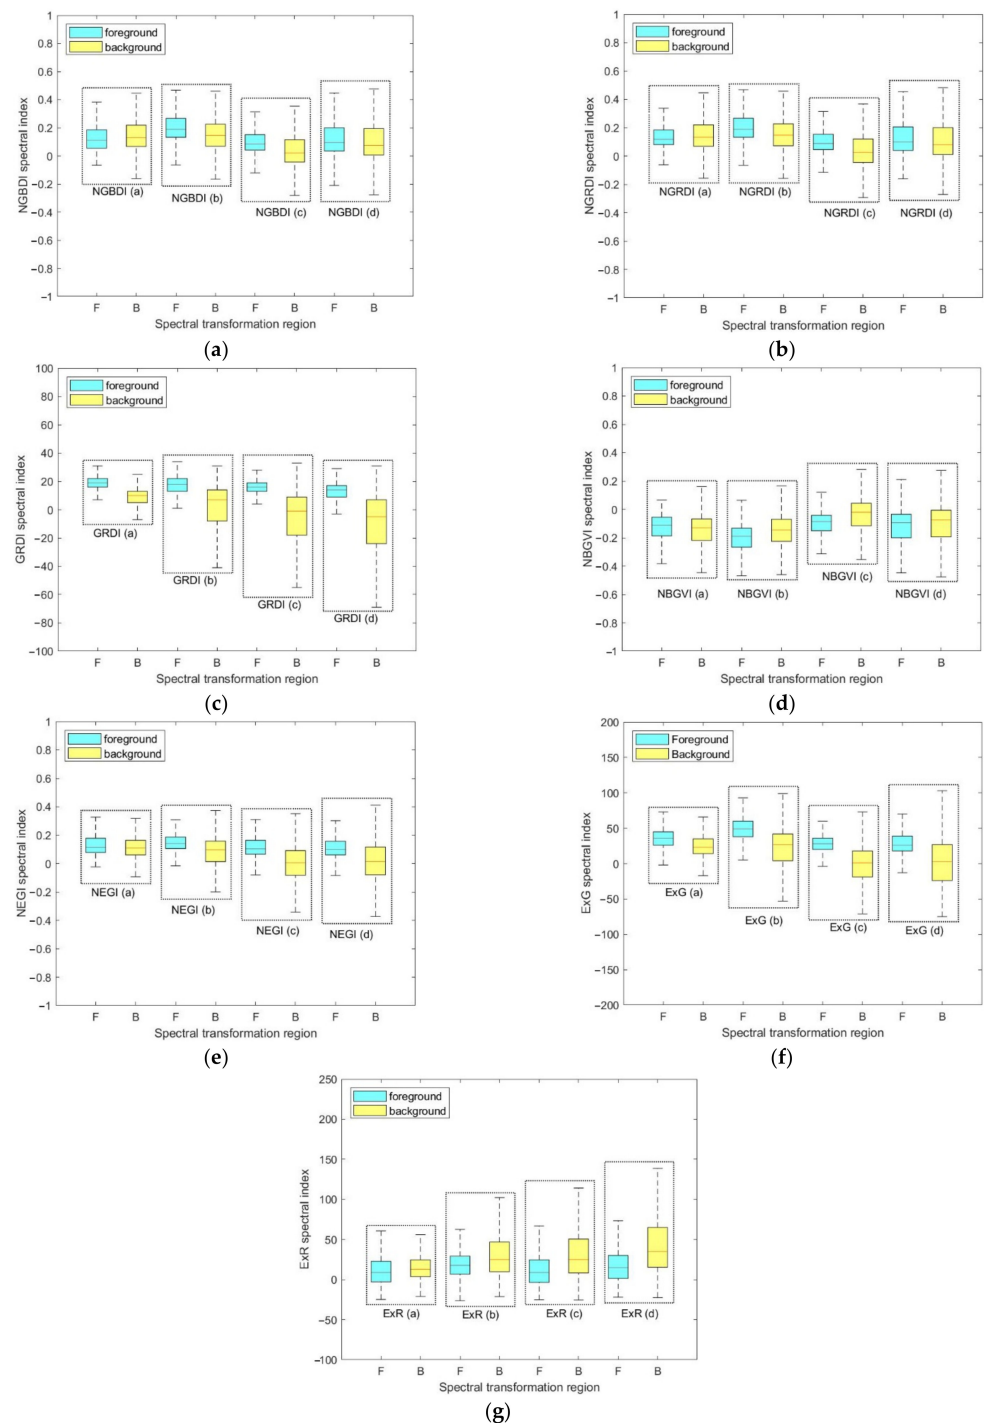 1
0.8
0.6
0.4
0.2
0
−0.2
−0.4
−0.6
−0.8
−1
NGBDI spectral index
foreground
background
NGBDI (a)
NGBDI (b)
NGBDI (c)
NGBDI (d)
F B F B F B F B
Spectral transformation region
(a)
1
0.8
0.6
0.4
0.2
0
−0.2
−0.4
−0.6
−0.8
−1
NGRDI spectral index
foreground
background
NGRDI (a)
NGRDI (b)
NGRDI (c)
NGRDI (d)
F B F B F B F B
Spectral transformation region
(b)
100
80
60
40
20
0
−20
−40
−60
−80
−100
GRDI spectral index
foreground
background
GRDI (a)
GRDI (b)
GRDI (c)
GRDI (d)
F B F B F B F B
Spectral transformation region
(c)
1
0.8
0.6
0.4
0.2
0
−0.2
−0.4
−0.6
−0.8
−1
NBGVI spectral index
foreground
background
NBGVI (a)
NBGVI (b)
NBGVI (c)
NBGVI (d)
F B F B F B F B
Spectral transformation region
(d)
1
0.8
0.6
0.4
0.2
0
−0.2
−0.4
−0.6
−0.8
−1
NEGI spectral index
foreground
background
NEGI (a)
NEGI (b)
NEGI (c)
NEGI (d)
F B F B F B F B
Spectral transformation region
(e)
200
150
100
50
0
−50
−100
−150
−200
ExG spectral index
Foreground
Background
ExG (a)
ExG (b)
ExG (c)
ExG (d)
F B F B F B F B
Spectral transformation region
(f)
250
200
150
100
50
0
−50
−100
ExR spectral index
foreground
background
ExR (a)
ExR (b)
ExR (c)
ExR (d)
F B F B F B F B
Spectral transformation region
(g)